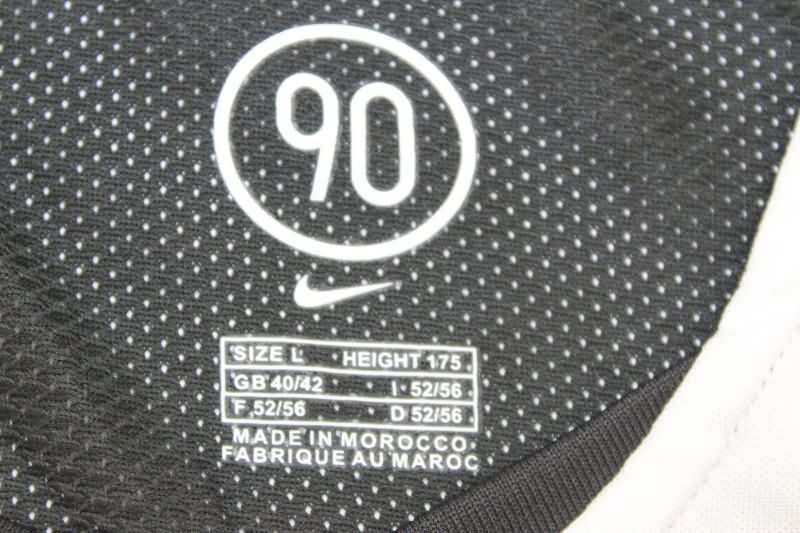 90
SIZE L HEIGHT 175
GB 40/42 I 52/56
F 52/56 D 52/56
MADE IN MOROCCO
FABRIQUE AU MAROC